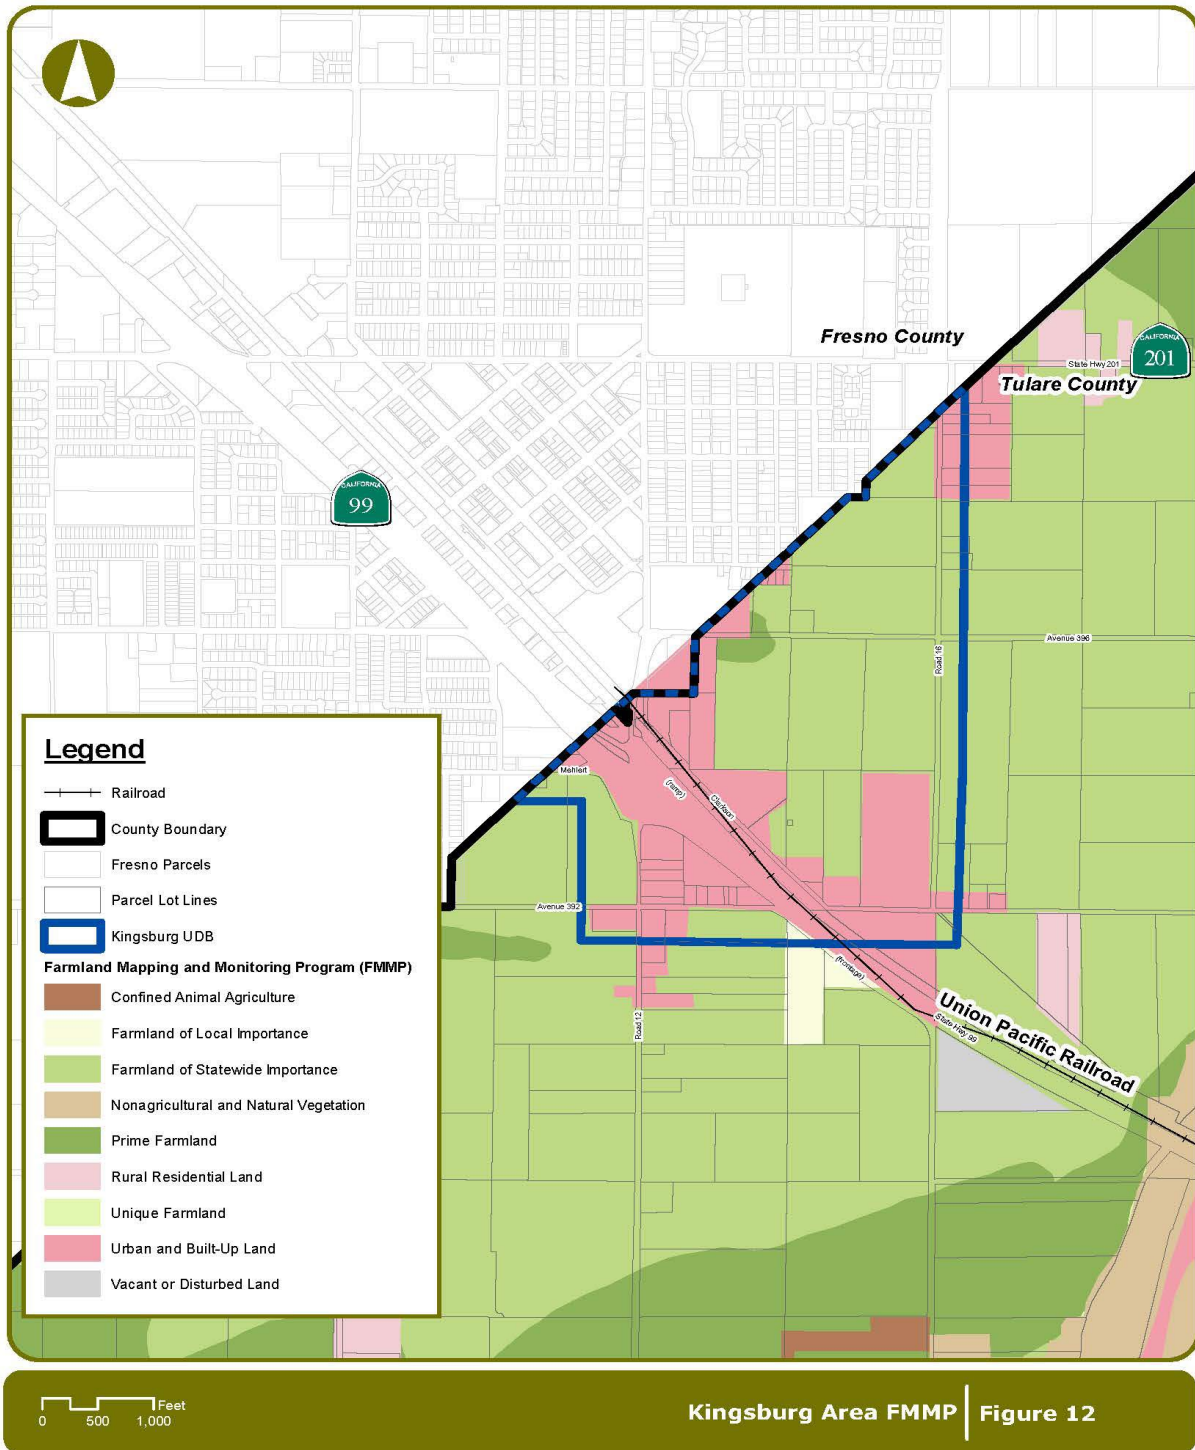 Fresno County
CALIFORNIA
201
State Hwy 201
Tulare County
CALIFORNIA
99
Avenue 396
Road 16
Mehlert
(ramp)
Clarkson
Avenue 392
(frontage)
Road 12
State Hwy 99
Union Pacific Railroad
Legend
Railroad
County Boundary
Fresno Parcels
Parcel Lot Lines
Kingsburg UDB
Farmland Mapping and Monitoring Program (FMMP)
Confined Animal Agriculture
Farmland of Local Importance
Farmland of Statewide Importance
Nonagricultural and Natural Vegetation
Prime Farmland
Rural Residential Land
Unique Farmland
Urban and Built-Up Land
Vacant or Disturbed Land
Feet
0 500 1,000
Kingsburg Area FMMP Figure 12